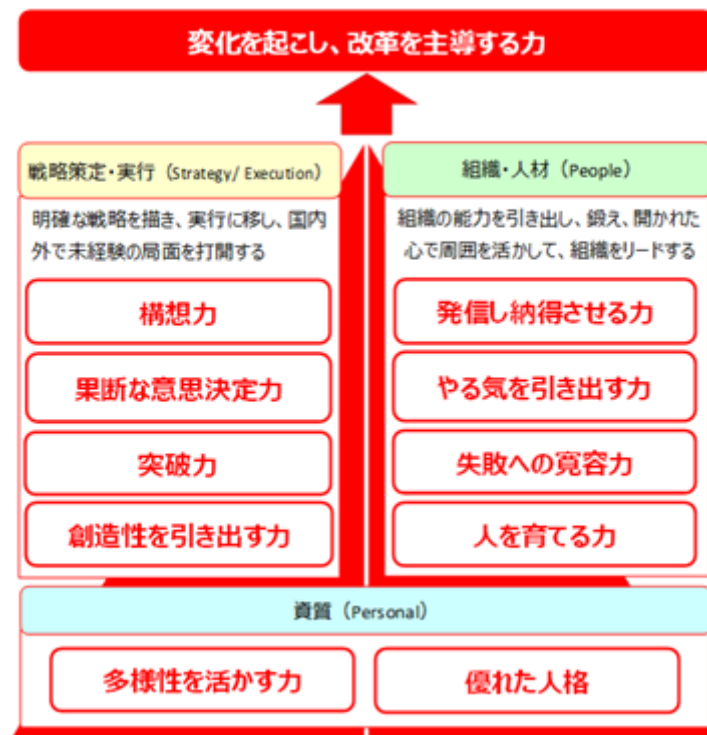 変化を起こし、改革を主導する力
戦略策定・実行（Strategy/ Execution）
明確な戦略を描き、実行に移し、国内
外で未経験の局面を打開する
構想力
果断な意思決定力
突破力
創造性を引き出す力
組織・人材（People）
組織の能力を引き出し、鍛え、開かれた
心で周囲を活かして、組織をリードする
発信し納得させる力
やる気を引き出す力
失敗への寛容力
人を育てる力
資質（Personal）
多様性を活かす力
優れた人格